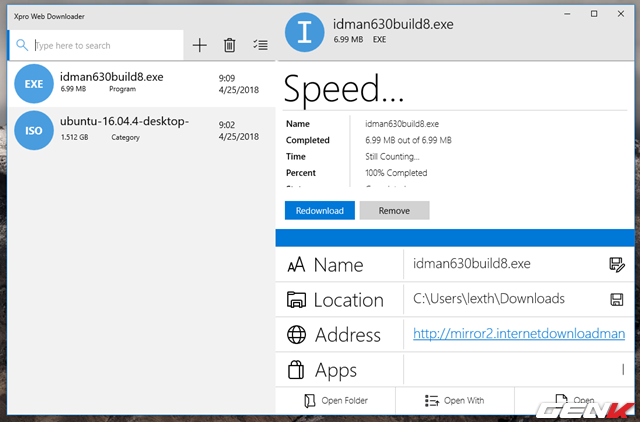 Xpro Web Downloader
Type here to search
EXE
idman630build8.exe
9:09
6.99 MB
Program
4/25/2018
ISO
ubuntu-16.04.4-desktop-
9:02
1.512 GB
Category
4/25/2018
I
idman630build8.exe
6.99 MB
EXE
Speed...
Name
idman630build8.exe
Completed
6.99 MB out of 6.99 MB
Time
Still Counting...
Percent
100% Completed
Redownload
Remove
Name
idman630build8.exe
Location
C:\Users\lexth\Downloads
Address
http://mirror2.internetdownloadman
Apps
Open Folder
Open With
Open
GENK